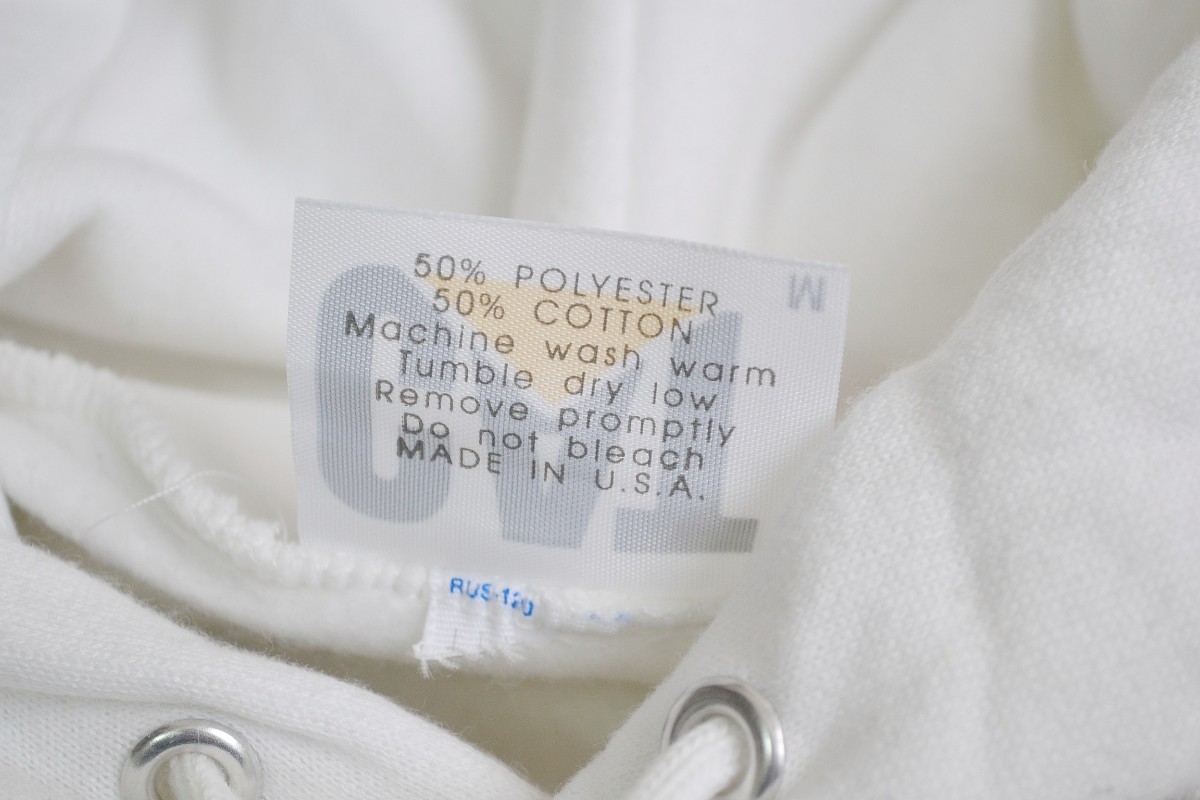 50% POLYESTER
50% COTTON
Machine wash warm
Tumble dry low
Remove promptly
Do not bleach
MADE IN U.S.A.
M
RUS-120